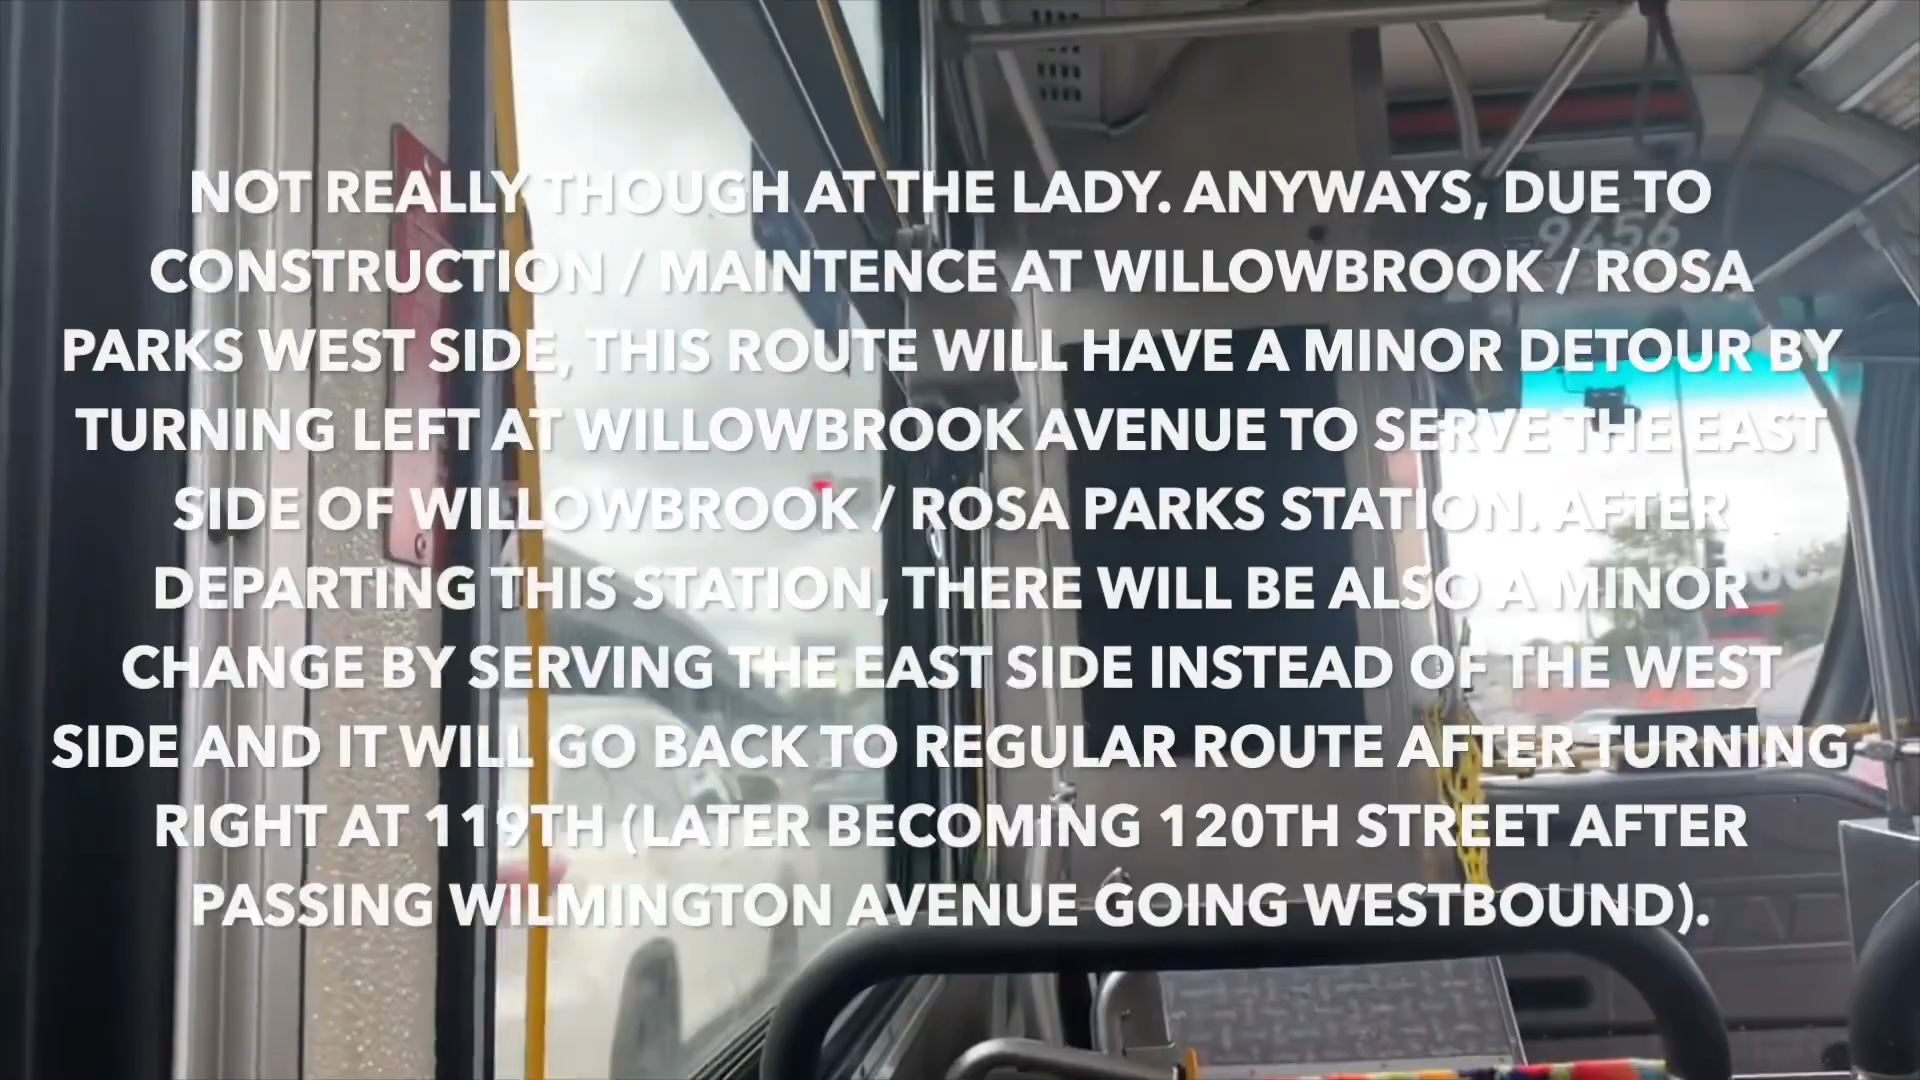 NOT REALLY THOUGH AT THE LADY. ANYWAYS, DUE TO
CONSTRUCTION / MAINTENCE AT WILLOWBROOK / ROSA
PARKS WEST SIDE, THIS ROUTE WILL HAVE A MINOR DETOUR BY
TURNING LEFT AT WILLOWBROOK AVENUE TO SERVE THE EAST
SIDE OF WILLOWBROOK / ROSA PARKS STATION. AFTER
DEPARTING THIS STATION, THERE WILL BE ALSO A MINOR
CHANGE BY SERVING THE EAST SIDE INSTEAD OF THE WEST
SIDE AND IT WILL GO BACK TO REGULAR ROUTE AFTER TURNING
RIGHT AT 119TH (LATER BECOMING 120TH STREET AFTER
PASSING WILMINGTON AVENUE GOING WESTBOUND).
9456